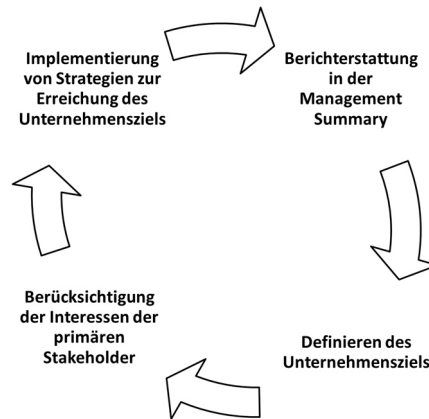 Implementierung
von Strategien zur
Erreichung des
Unternehmensziels
Berichterstattung
in der
Management
Summary
Berücksichtigung
der Interessen der
primären
Stakeholder
Definieren des
Unternehmensziels